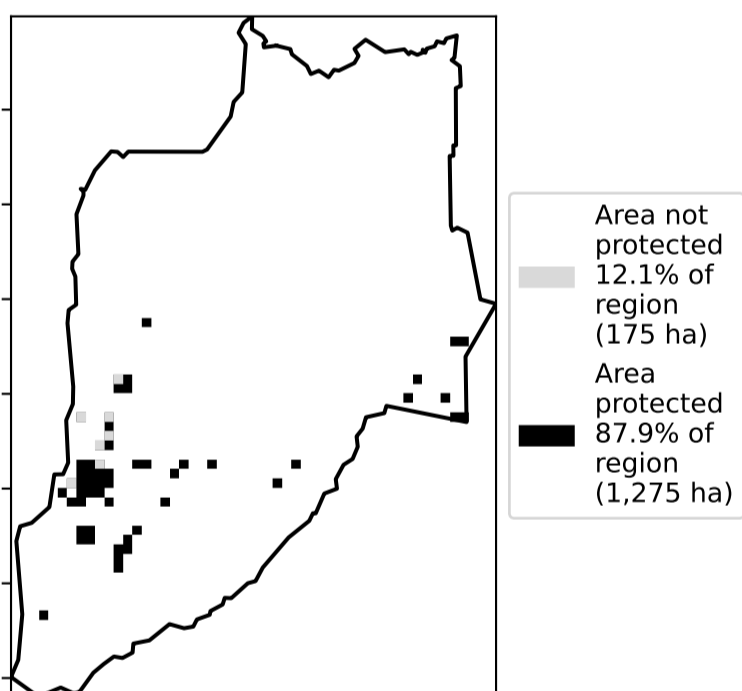 Area not
protected
12.1% of
region
(175 ha)
Area
protected
87.9% of
region
(1,275 ha)